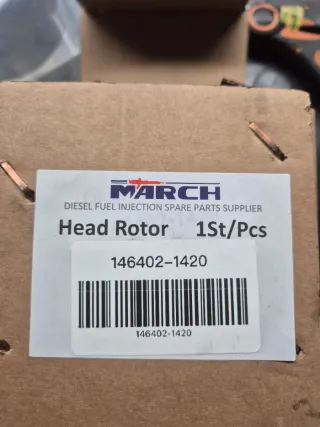 MARCH
DIESEL FUEL INJECTION SPARE PARTS SUPPLIER
Head Rotor 1St/Pcs
146402-1420
146402-1420